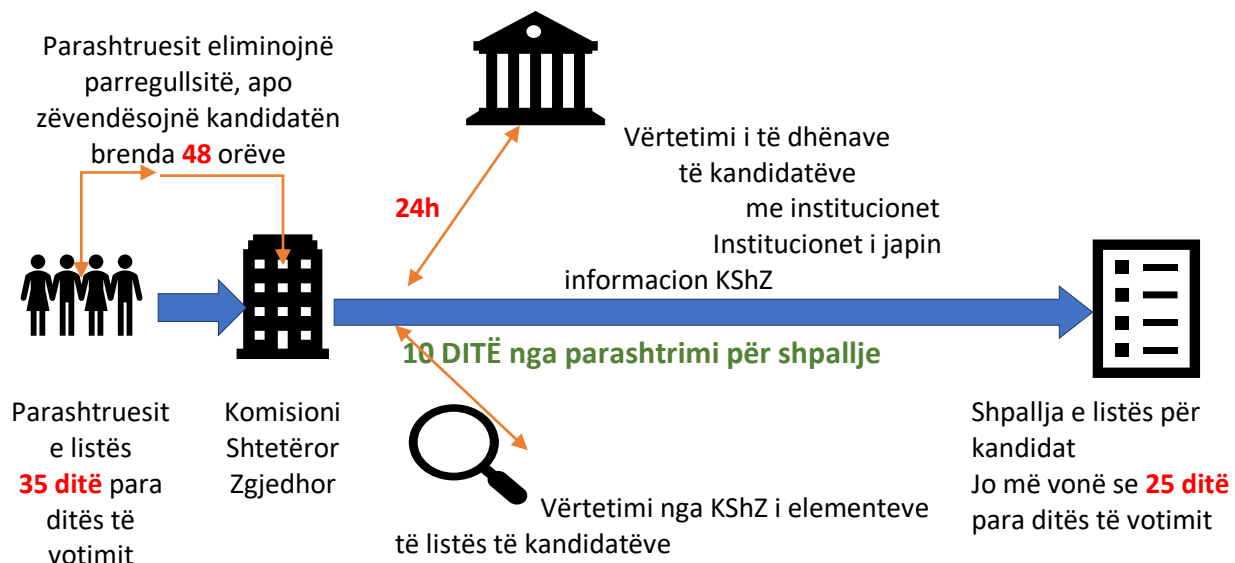 Parashtruesit eliminojnë
parregullsitë, apo
zëvendësojnë kandidatën
brenda 48 orëve
Vërtetimi i të dhënave
të kandidatëve
me institucionet
Institucionet i japin
informacion KShZ
24h
10 DITË nga parashtrimi për shpallje
Parashtruesit
e listës
35 ditë para
ditës të
votimit
Komisioni
Shtetëror
Zgjedhor
Vërtetimi nga KShZ i elementeve
të listës të kandidatëve
Shpallja e listës për
kandidat
Jo më vonë se 25 ditë
para ditës të votimit